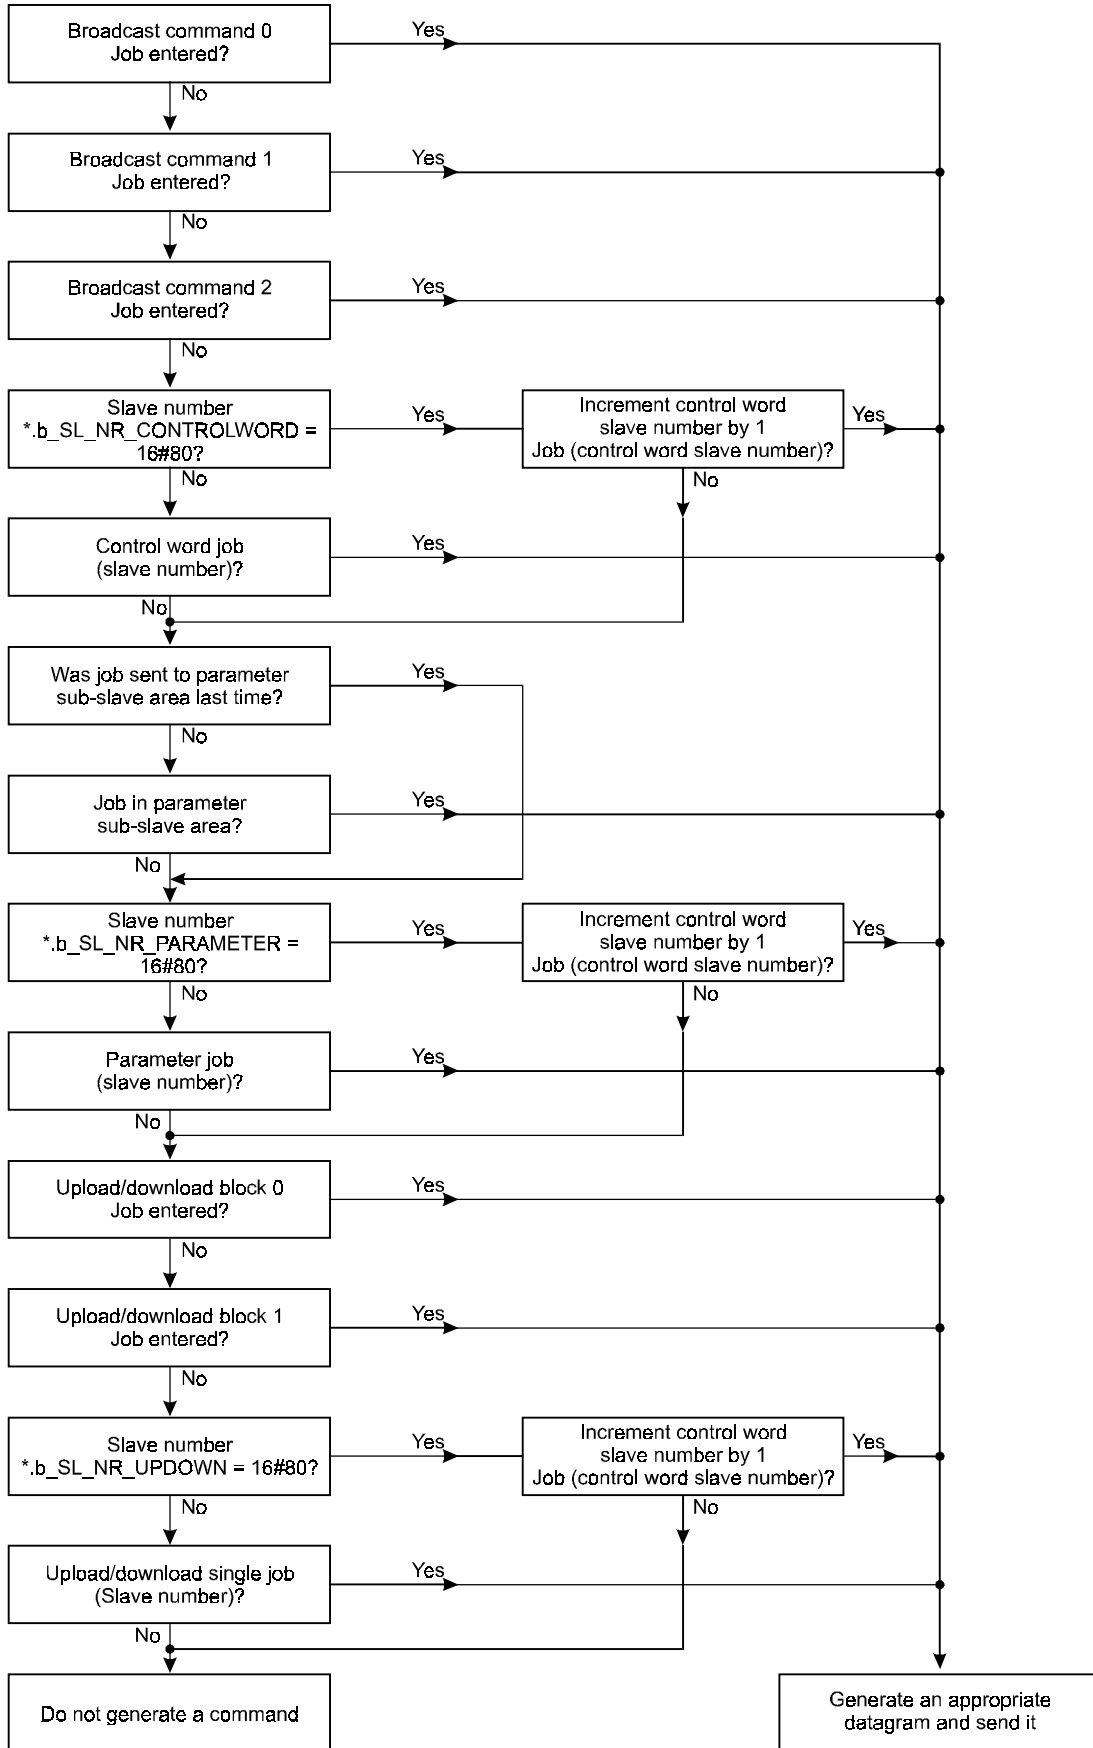 Broadcast command 0
Job entered?
Yes
No
Broadcast command 1
Job entered?
Yes
No
Broadcast command 2
Job entered?
Yes
No
Slave number
*.b_SL_NR_CONTROLWORD =
16#80?
Yes
Increment control word
slave number by 1
Job (control word slave number)?
Yes
No
No
Control word job
(slave number)?
Yes
No
Was job sent to parameter
sub-slave area last time?
Yes
No
Job in parameter
sub-slave area?
Yes
No
Slave number
*.b_SL_NR_PARAMETER =
16#80?
Yes
Increment control word
slave number by 1
Job (control word slave number)?
Yes
No
No
Parameter job
(slave number)?
Yes
No
Upload/download block 0
Job entered?
Yes
No
Upload/download block 1
Job entered?
Yes
No
Slave number
*.b_SL_NR_UPDOWN = 16#80?
Yes
Increment control word
slave number by 1
Job (control word slave number)?
Yes
No
No
Upload/download single job
(Slave number)?
Yes
No
Do not generate a command
Generate an appropriate
datagram and send it